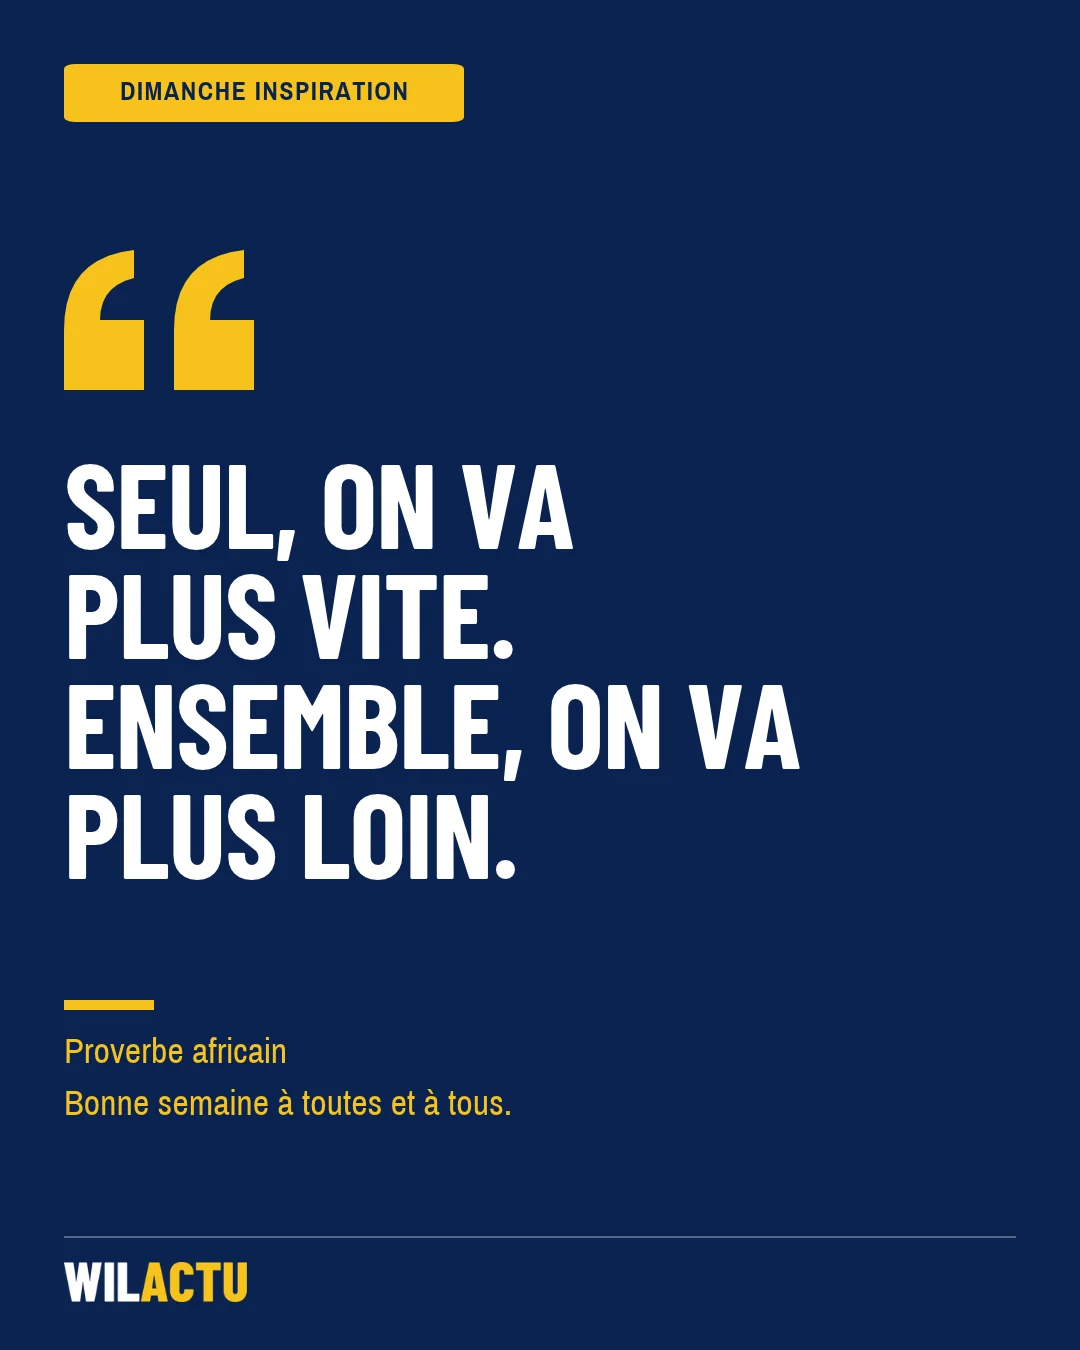 DIMANCHE INSPIRATION
“
SEUL, ON VA
PLUS VITE.
ENSEMBLE, ON VA
PLUS LOIN.
Proverbe africain
Bonne semaine à toutes et à tous.
WILACTU